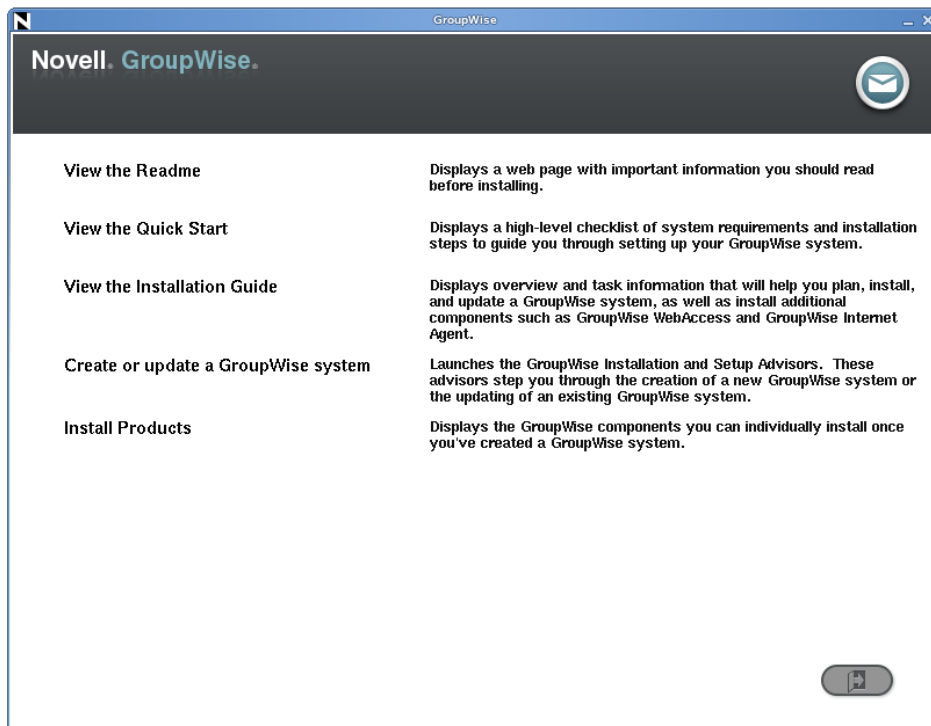 GroupWise
Novell. GroupWise.
View the Readme
Displays a web page with important information you should read
before installing.
View the Quick Start
Displays a high-level checklist of system requirements and installation
steps to guide you through setting up your GroupWise system.
View the Installation Guide
Displays overview and task information that will help you plan, install,
and update a GroupWise system, as well as install additional
components such as GroupWise WebAccess and GroupWise Internet
Agent.
Create or update a GroupWise system
Launches the GroupWise Installation and Setup Advisors.  These
advisors step you through the creation of a new GroupWise system or
the updating of an existing GroupWise system.
Install Products
Displays the GroupWise components you can individually install once
you've created a GroupWise system.